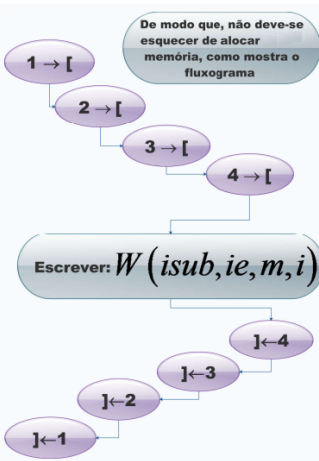 De modo que, não deve-se
esquecer de alocar
memória, como mostra o
fluxograma
1 → [
2 → [
3 → [
4 → [
Escrever: W (isub,ie,m,i)
]←4
]←3
]←2
]←1